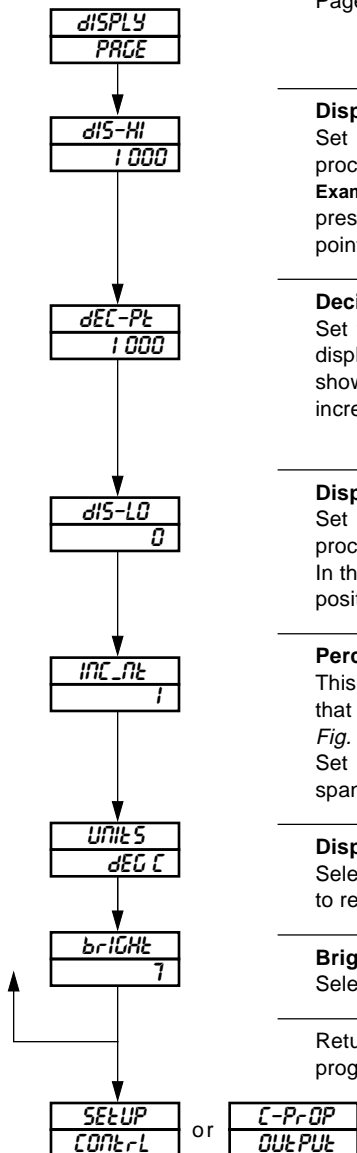 Page
dISPLY
PAGE
dIS-HI
1000
Disp
Set
proc
Exam
pres
poin
dEC-Pt
1000
Deci
Set
displ
show
incre
dIS-LO
0
Disp
Set
proc
In th
posit
INC_Nt
1
Perc
This
that
Fig.
Set
span
UNItS
dEG C
Disp
Sele
to re
brIGHt
7
Brig
Sele
Retu
prog
SEtUP
CONtrL
or
C-PrOP
OUtPUt